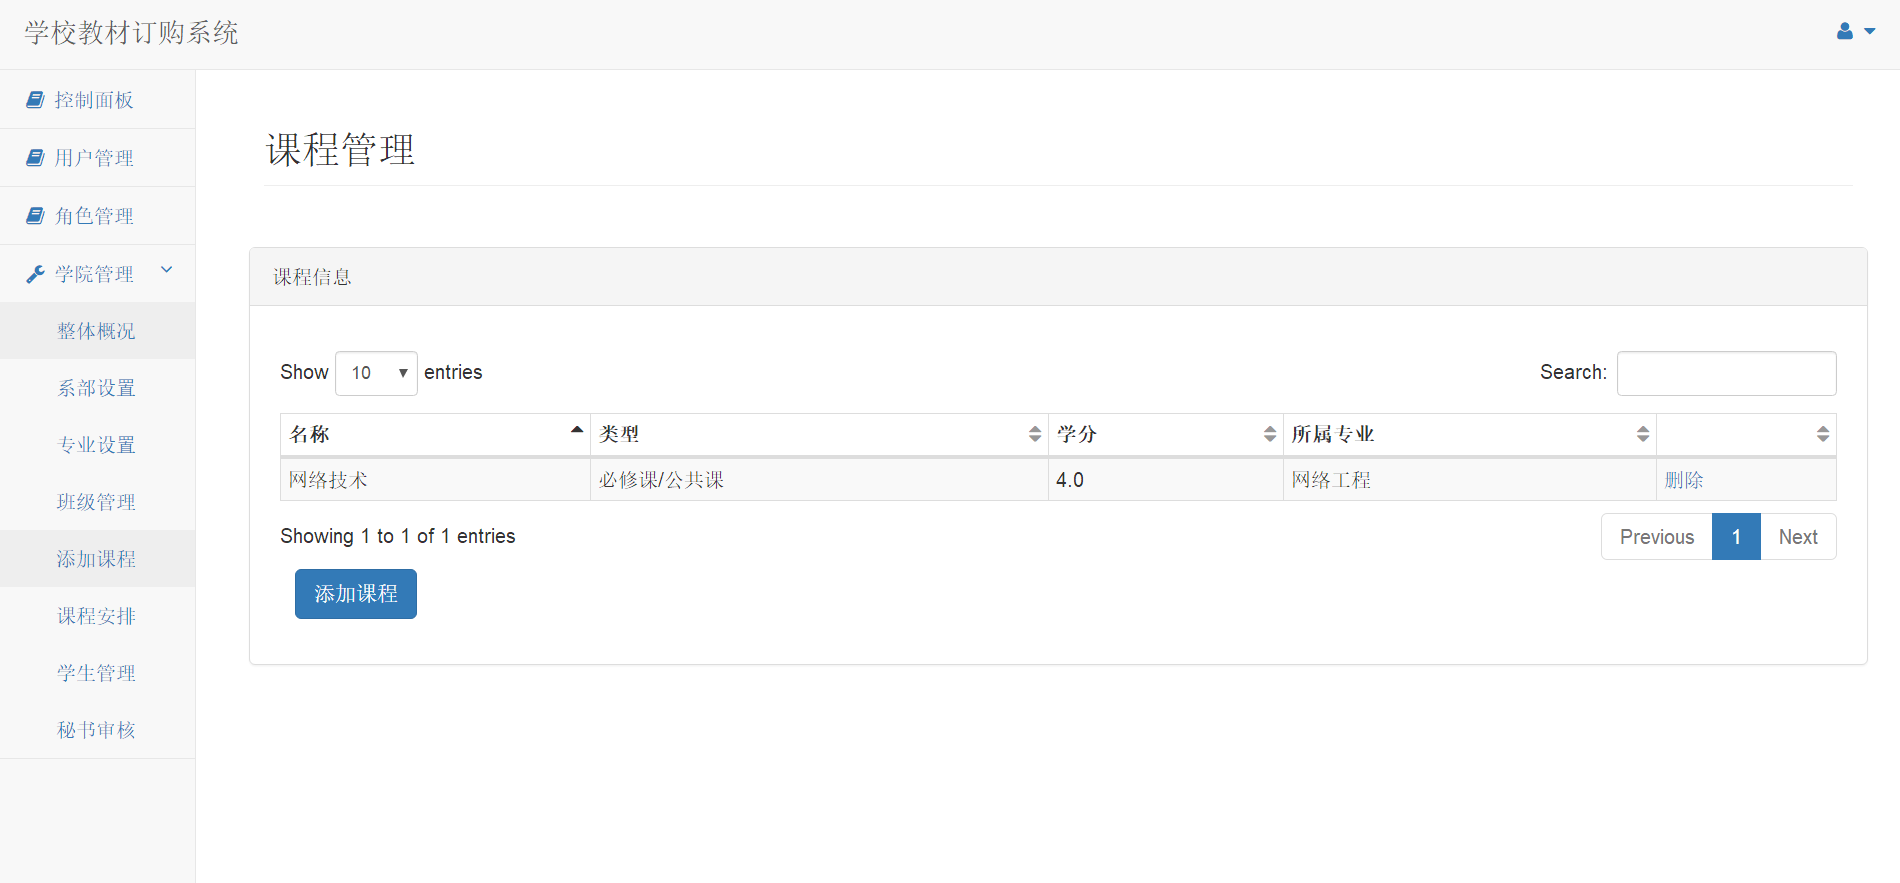 学校教材订购系统
控制面板
用户管理
角色管理
学院管理
整体概况
系部设置
专业设置
班级管理
添加课程
课程安排
学生管理
秘书审核
课程管理
课程信息
Show 10 entries
Search:
名称 类型 学分 所属专业
网络技术 必修课/公共课 4.0 网络工程 删除
Showing 1 to 1 of 1 entries
Previous 1 Next
添加课程